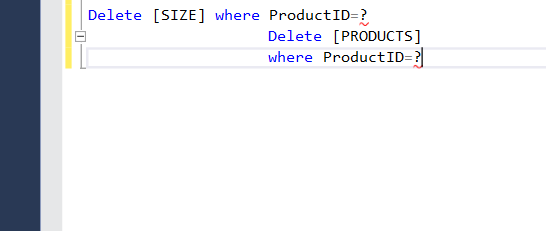 Delete [SIZE] where ProductID=?
Delete [PRODUCTS]
where ProductID=?